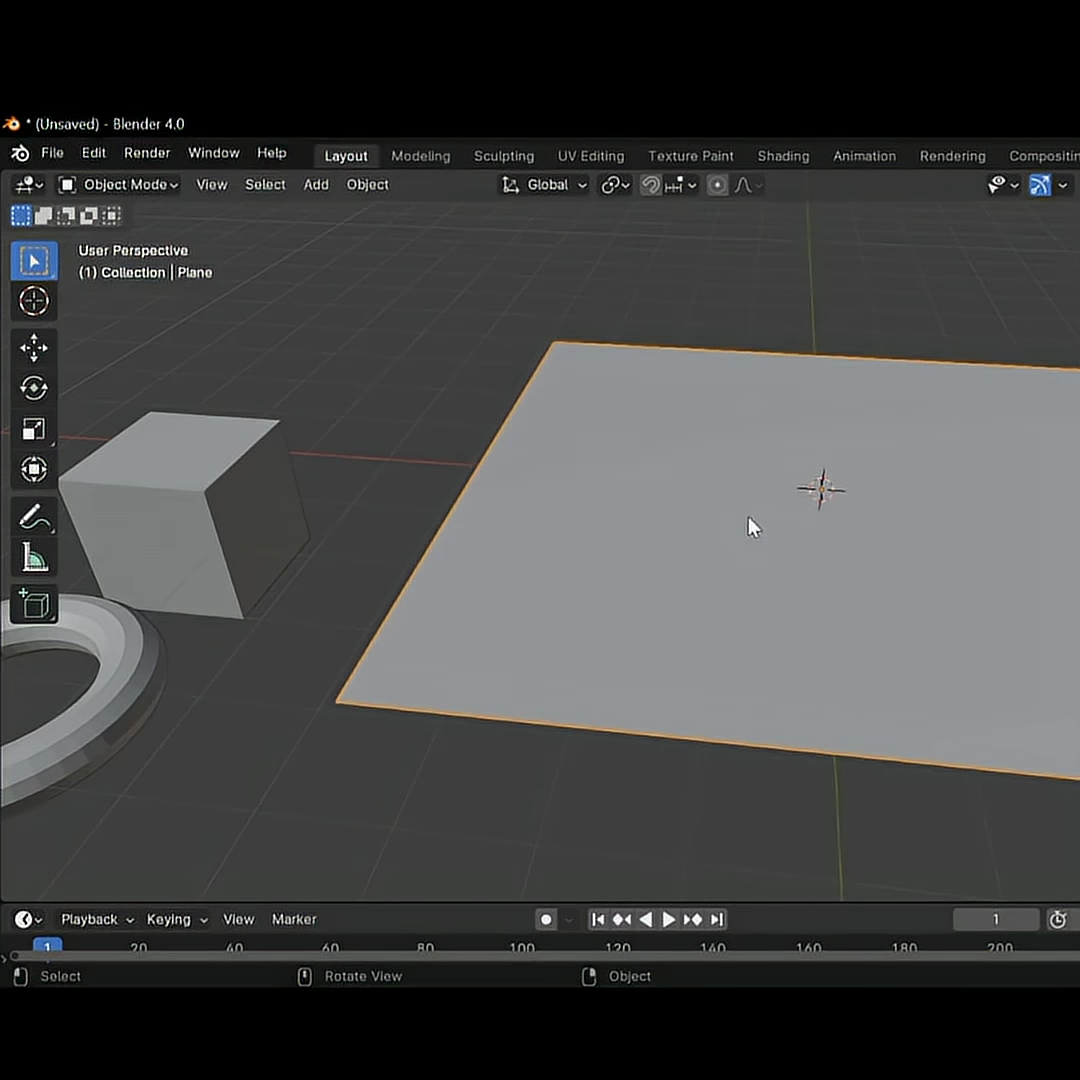 * (Unsaved) - Blender 4.0
File Edit Render Window Help Layout Modeling Sculpting UV Editing Texture Paint Shading Animation Rendering Compositin
Object Mode View Select Add Object Global
User Perspective
(1) Collection | Plane
Playback Keying View Marker 1
1 20 40 60 80 100 120 140 160 180 200
Select Rotate View Object